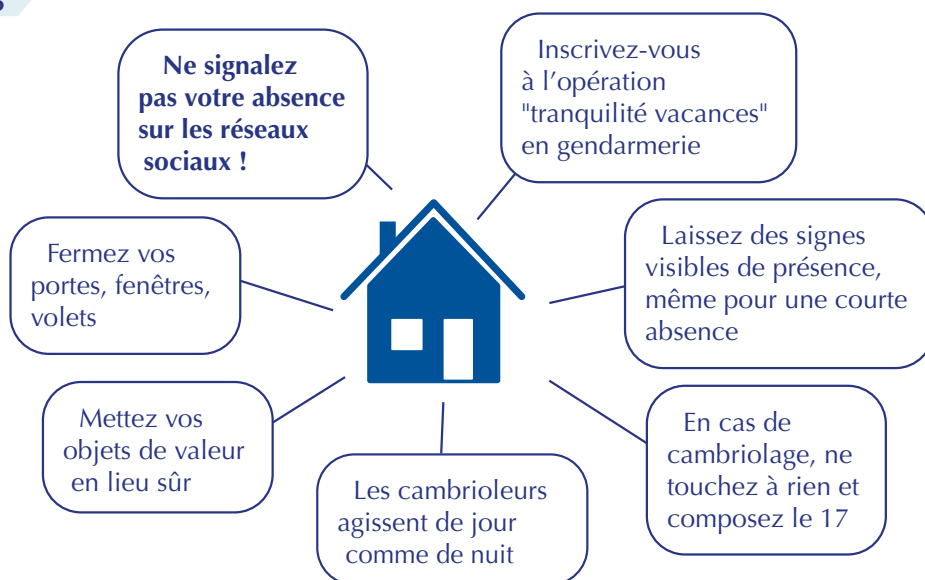 Ne signalez
pas votre absence
sur les réseaux
sociaux !
Inscrivez-vous
à l'opération
"tranquilité vacances"
en gendarmerie
Fermez vos
portes, fenêtres,
volets
Laissez des signes
visibles de présence,
même pour une courte
absence
Mettez vos
objets de valeur
en lieu sûr
Les cambrioleurs
agissent de jour
comme de nuit
En cas de
cambriolage, ne
touchez à rien et
composez le 17